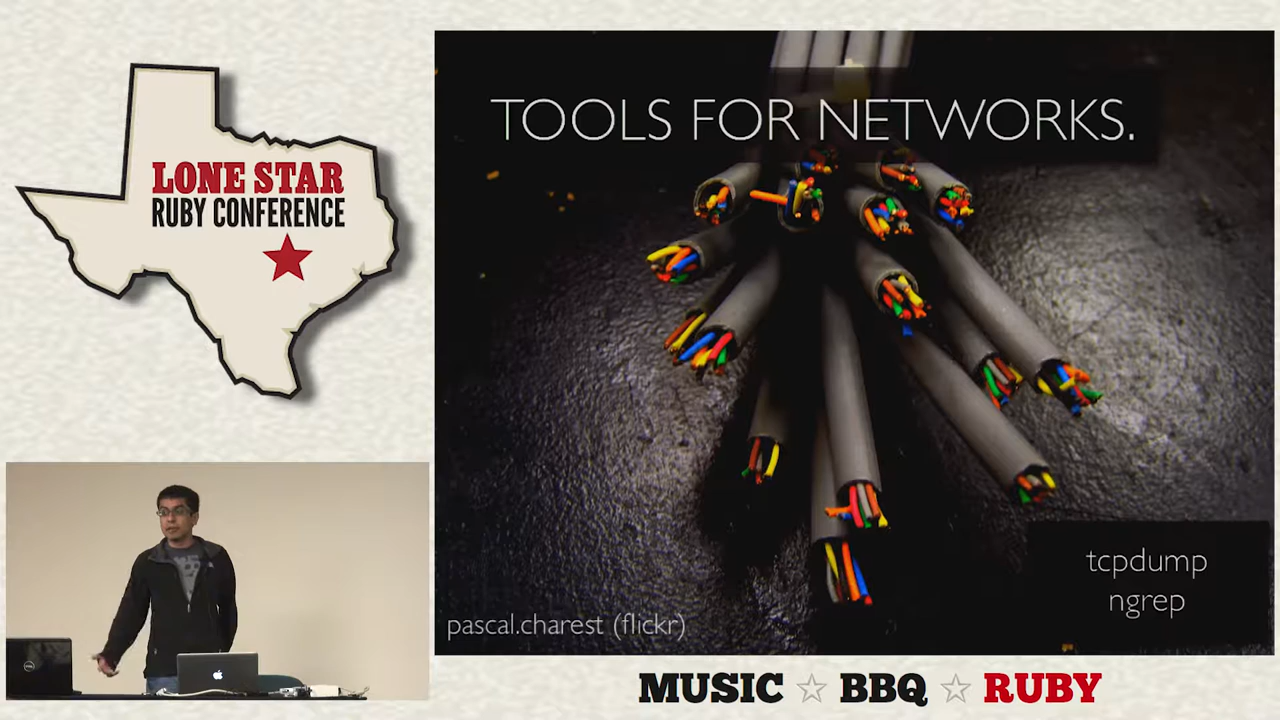 LONE STAR
RUBY CONFERENCE
TOOLS FOR NETWORKS.
tcpdump
ngrep
pascal.charest (flickr)
MUSIC ☆ BBQ ☆ RUBY